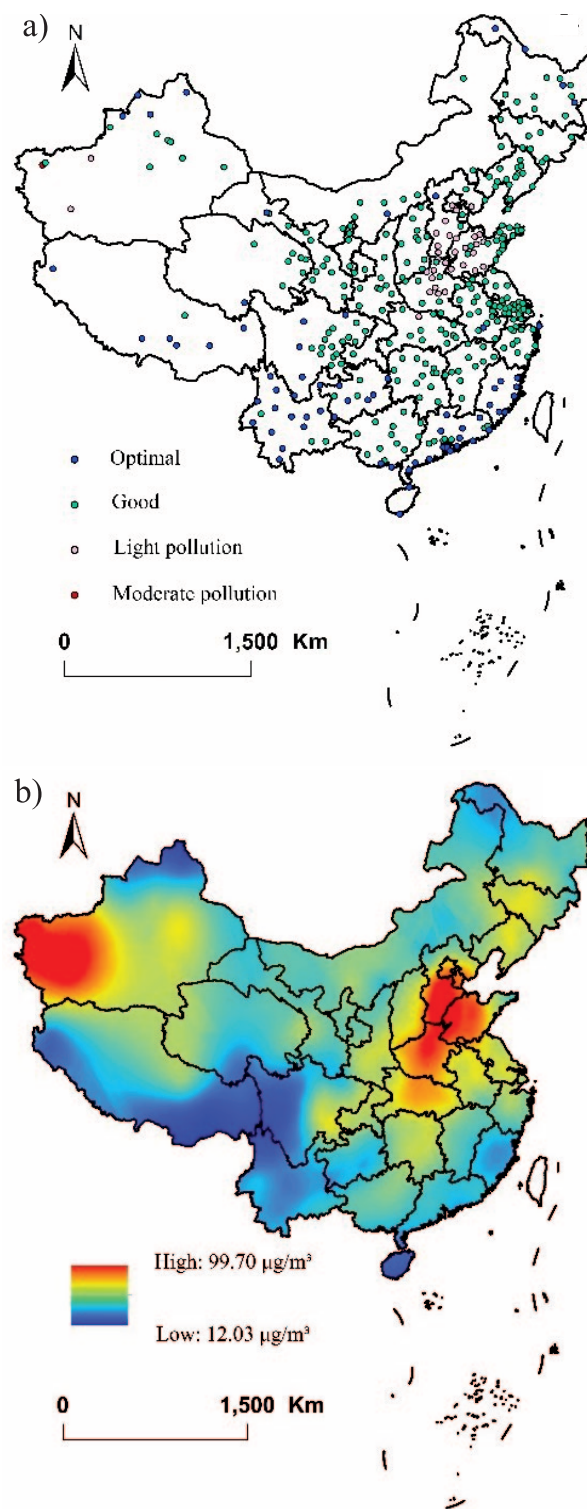 a)
N
Optimal
Good
Light pollution
Moderate pollution
0 1,500 Km
b)
N
High: 99.70 μg/m³
Low: 12.03 μg/m³
0 1,500 Km